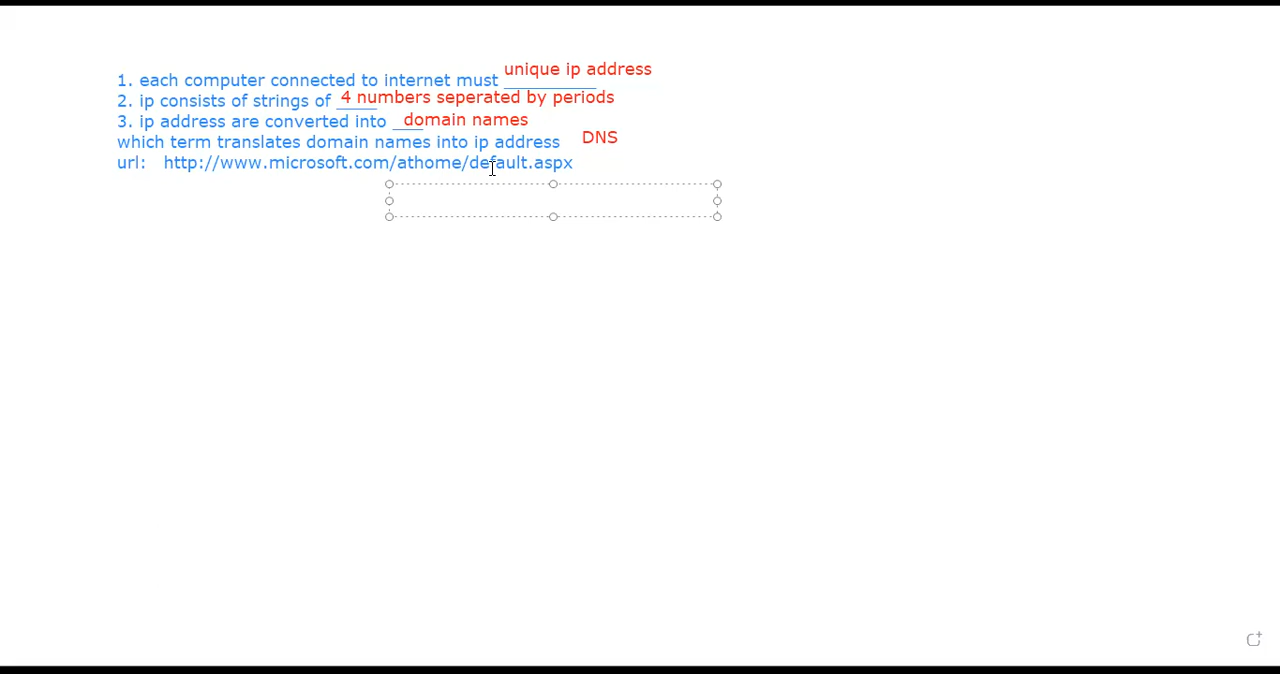 1. each computer connected to internet must unique ip address
2. ip consists of strings of 4 numbers seperated by periods
3. ip address are converted into domain names
which term translates domain names into ip address DNS
url: http://www.microsoft.com/athome/default.aspx